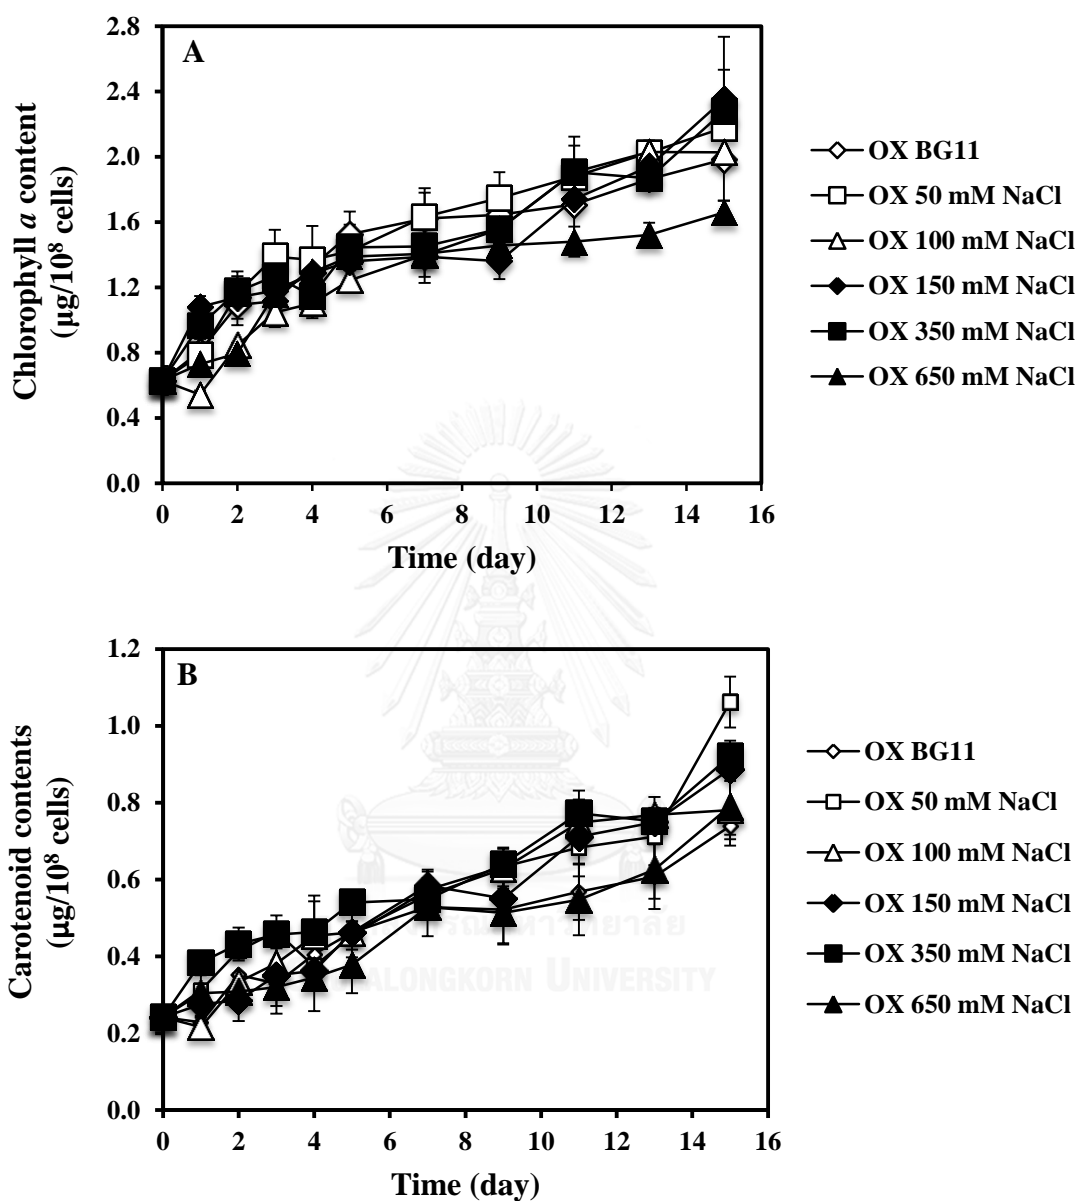 A
2.8
2.4
2.0
1.6
1.2
0.8
0.4
0.0
0 2 4 6 8 10 12 14 16
Chlorophyll a content
(µg/10⁸ cells)
Time (day)
OX BG11
OX 50 mM NaCl
OX 100 mM NaCl
OX 150 mM NaCl
OX 350 mM NaCl
OX 650 mM NaCl
B
1.2
1.0
0.8
0.6
0.4
0.2
0.0
0 2 4 6 8 10 12 14 16
Carotenoid contents
(µg/10⁸ cells)
Time (day)
OX BG11
OX 50 mM NaCl
OX 100 mM NaCl
OX 150 mM NaCl
OX 350 mM NaCl
OX 650 mM NaCl
ALONGKORN UNIVERSITY